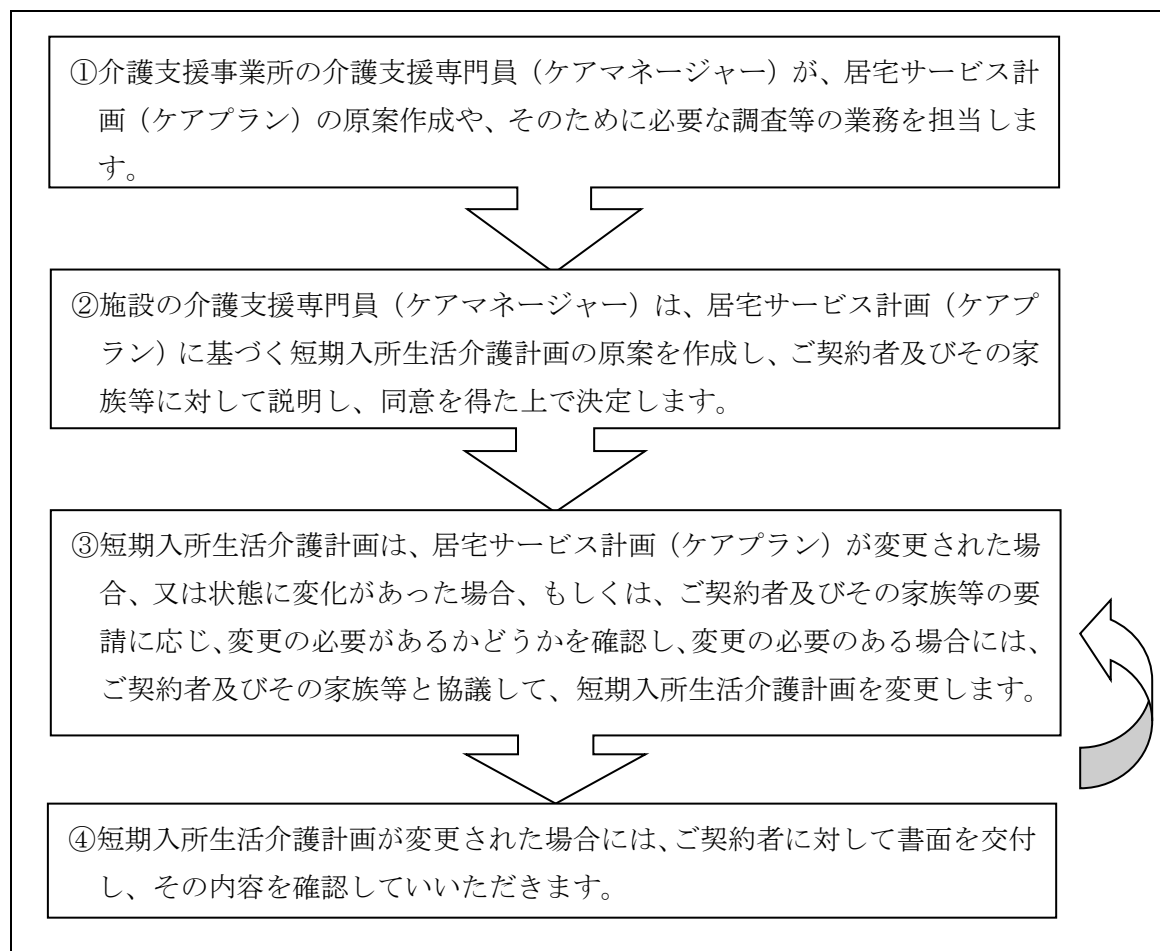 ①介護支援事業所の介護支援専門員（ケアマネージャー）が、居宅サービス計
画（ケアプラン）の原案作成や、そのために必要な調査等の業務を担当しま
す。
②施設の介護支援専門員（ケアマネージャー）は、居宅サービス計画（ケアプ
ラン）に基づく短期入所生活介護計画の原案を作成し、ご契約者及びその家
族等に対して説明し、同意を得た上で決定します。
③短期入所生活介護計画は、居宅サービス計画（ケアプラン）が変更された場
合、又は状態に変化があった場合、もしくは、ご契約者及びその家族等の要
請に応じ、変更の必要があるかどうかを確認し、変更の必要のある場合には、
ご契約者及びその家族等と協議して、短期入所生活介護計画を変更します。
④短期入所生活介護計画が変更された場合には、ご契約者に対して書面を交付
し、その内容を確認していいただきます。